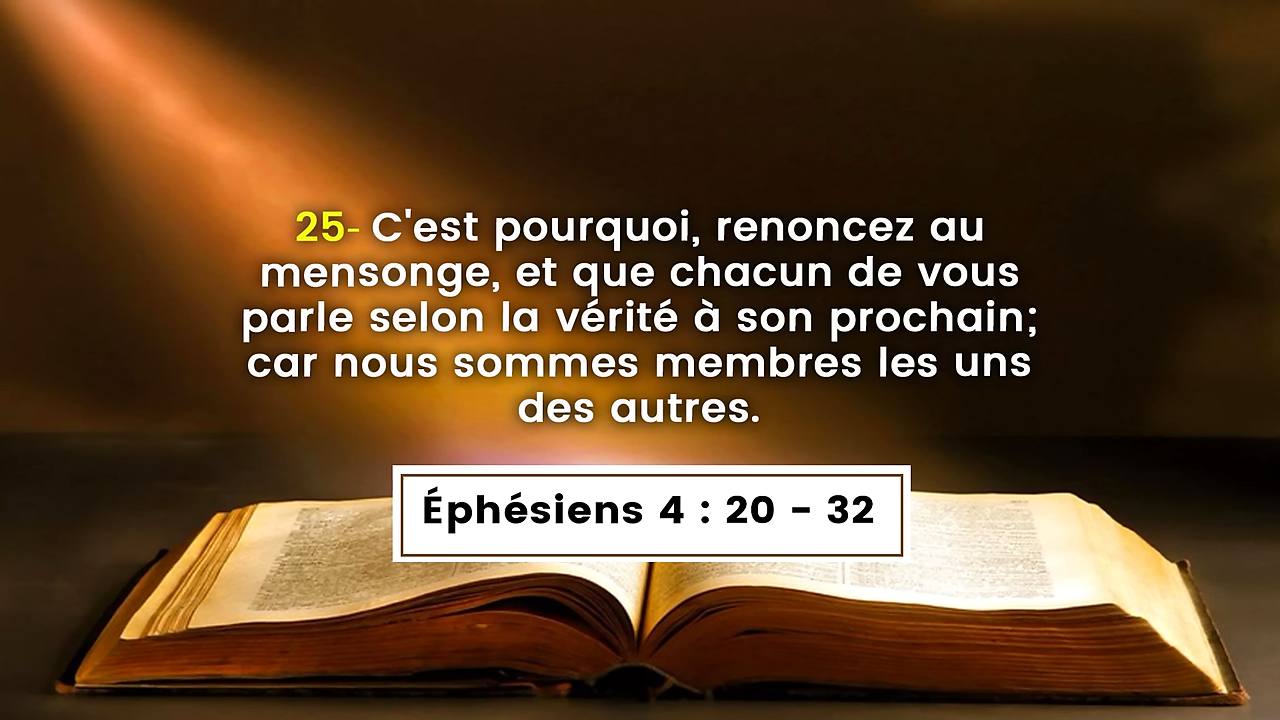 25- C'est pourquoi, renoncez au
mensonge, et que chacun de vous
parle selon la vérité à son prochain;
car nous sommes membres les uns
des autres.
Éphésiens 4 : 20 - 32